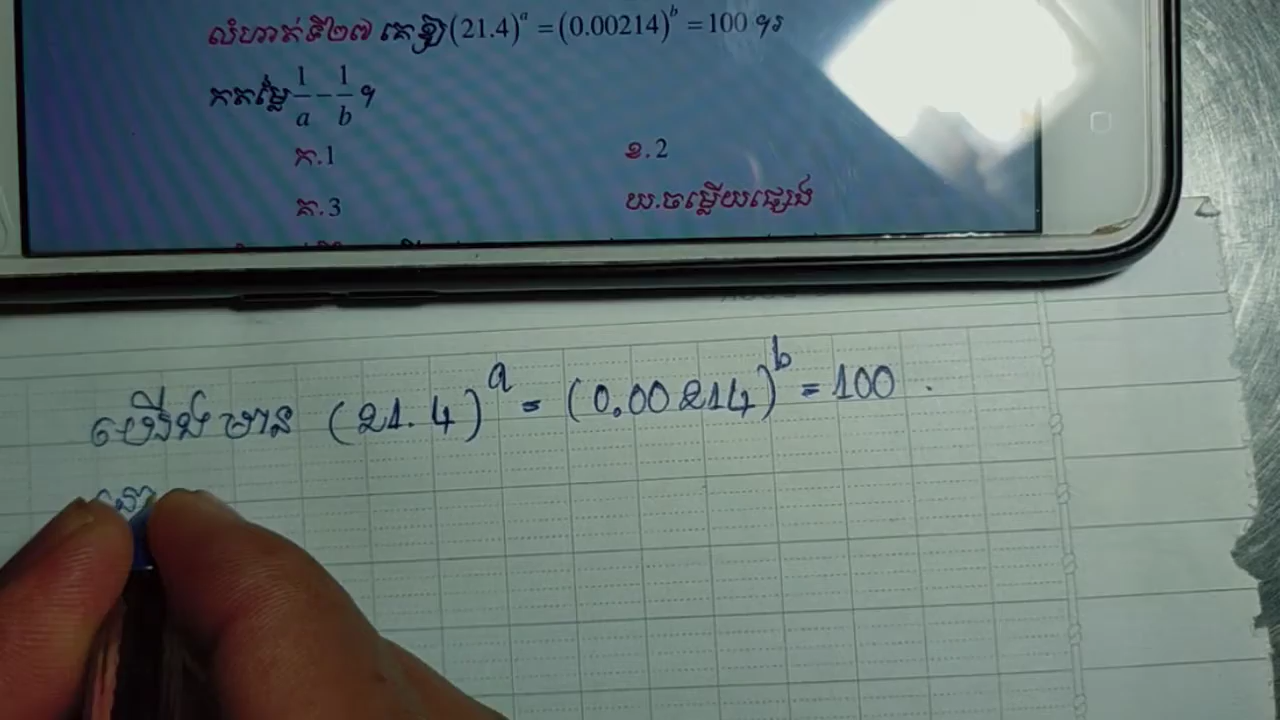 លំហាត់ទី២៧ គេឱ្យ (21.4)^a = (0.00214)^b = 100 ។រ
កតម្លៃ 1/a - 1/b ។
ក.1 ខ.2
គ.3 ឃ.ចម្លើយផ្សេង
យើងមាន (21.4)^a = (0.00214)^b = 100 .